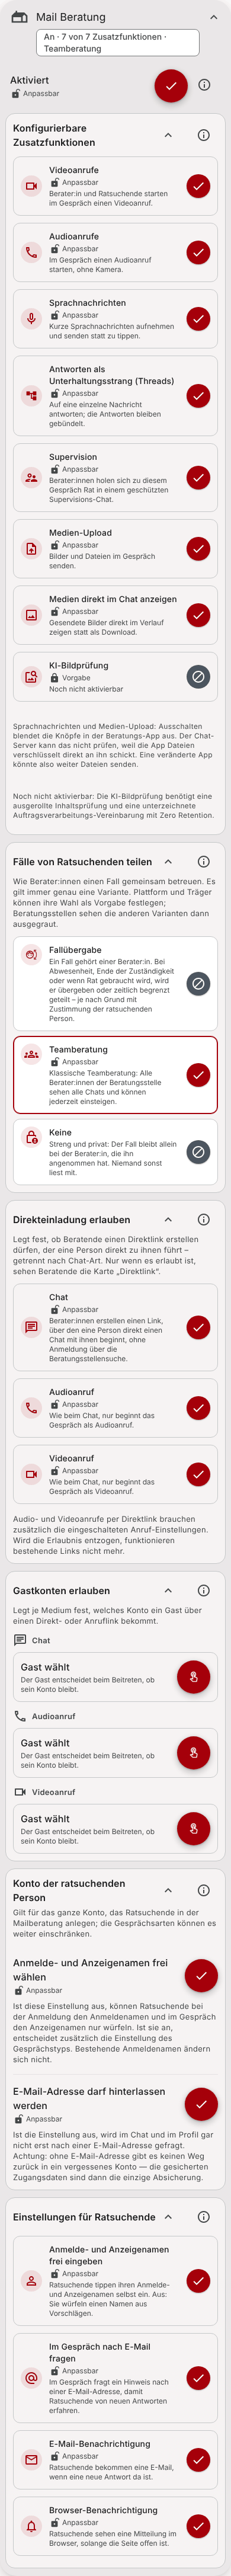 Mail Beratung
An · 7 von 7 Zusatzfunktionen ·
Teamberatung
Aktiviert
Anpassbar
Konfigurierbare
Zusatzfunktionen
Videoanrufe
Anpassbar
Berater:in und Ratsuchende starten
im Gespräch einen Videoanruf.
Audioanrufe
Anpassbar
Im Gespräch einen Audioanruf
starten, ohne Kamera.
Sprachnachrichten
Anpassbar
Kurze Sprachnachrichten aufnehmen
und senden statt zu tippen.
Antworten als
Unterhaltungsstrang (Threads)
Anpassbar
Auf eine einzelne Nachricht
antworten; die Antworten bleiben
gebündelt.
Supervision
Anpassbar
Berater:innen holen sich zu diesem
Gespräch Rat in einem geschützten
Supervisions-Chat.
Medien-Upload
Anpassbar
Bilder und Dateien im Gespräch
senden.
Medien direkt im Chat anzeigen
Anpassbar
Gesendete Bilder direkt im Verlauf
zeigen statt als Download.
KI-Bildprüfung
Vorgabe
Noch nicht aktivierbar
Sprachnachrichten und Medien-Upload: Ausschalten
blendet die Knöpfe in der Beratungs-App aus. Der Chat-
Server kann das nicht prüfen, weil die App Dateien
verschlüsselt direkt an ihn schickt. Eine veränderte App
könnte also weiter Dateien senden.
Noch nicht aktivierbar: Die KI-Bildprüfung benötigt eine
ausgerollte Inhaltsprüfung und eine unterzeichnete
Auftragsverarbeitungs-Vereinbarung mit Zero Retention.
Fälle von Ratsuchenden teilen
Wie Berater:innen einen Fall gemeinsam betreuen. Es
gilt immer genau eine Variante. Plattform und Träger
können ihre Wahl als Vorgabe festlegen;
Beratungsstellen sehen die anderen Varianten dann
ausgegraut.
Fallübergabe
Ein Fall gehört einer Berater:in. Bei
Abwesenheit, Ende der Zuständigkeit
oder wenn Rat gebraucht wird, wird
er übergeben oder zeitlich begrenzt
geteilt – je nach Grund mit
Zustimmung der ratsuchenden
Person.
Teamberatung
Anpassbar
Klassische Teamberatung: Alle
Berater:innen der Beratungsstelle
sehen alle Chats und können
jederzeit einsteigen.
Keine
Streng und privat: Der Fall bleibt allein
bei der Berater:in, die ihn
angenommen hat. Niemand sonst
liest mit.
Direkteinladung erlauben
Legt fest, ob Beratende einen Direktlink erstellen
dürfen, der eine Person direkt zu ihnen führt –
getrennt nach Chat-Art. Nur wenn es erlaubt ist,
sehen Beratende die Karte „Direktlink“.
Chat
Anpassbar
Berater:innen erstellen einen Link,
über den eine Person direkt einen
Chat mit ihnen beginnt, ohne
Anmeldung über die
Beratungsstellensuche.
Audioanruf
Anpassbar
Wie beim Chat, nur beginnt das
Gespräch als Audioanruf.
Videoanruf
Anpassbar
Wie beim Chat, nur beginnt das
Gespräch als Videoanruf.
Audio- und Videoanrufe per Direktlink brauchen
zusätzlich die eingeschalteten Anruf-Einstellungen.
Wird die Erlaubnis entzogen, funktionieren
bestehende Links nicht mehr.
Gastkonten erlauben
Legt je Medium fest, welches Konto ein Gast über
einen Direkt- oder Anruflink bekommt.
Chat
Gast wählt
Der Gast entscheidet beim Beitreten, ob
sein Konto bleibt.
Audioanruf
Gast wählt
Der Gast entscheidet beim Beitreten, ob
sein Konto bleibt.
Videoanruf
Gast wählt
Der Gast entscheidet beim Beitreten, ob
sein Konto bleibt.
Konto der ratsuchenden
Person
Gilt für das ganze Konto, das Ratsuchende in der
Mailberatung anlegen; die Gesprächsarten können es
weiter einschränken.
Anmelde- und Anzeigenamen frei
wählen
Anpassbar
Ist diese Einstellung aus, können Ratsuchende bei
der Anmeldung den Anmeldenamen und im Gespräch
den Anzeigenamen nur würfeln. Ist sie an,
entscheidet zusätzlich die Einstellung des
Gesprächstyps. Bestehende Anmeldenamen ändern
sich nicht.
E-Mail-Adresse darf hinterlassen
werden
Anpassbar
Ist die Einstellung aus, wird im Chat und im Profil gar
nicht erst nach einer E-Mail-Adresse gefragt.
Achtung: ohne E-Mail-Adresse gibt es keinen Weg
zurück in ein vergessenes Konto — die gesicherten
Zugangsdaten sind dann die einzige Absicherung.
Einstellungen für Ratsuchende
Anmelde- und Anzeigenamen
frei eingeben
Anpassbar
Ratsuchende tippen ihren Anmelde-
und Anzeigenamen selbst ein. Aus:
Sie würfeln einen Namen aus
Vorschlägen.
Im Gespräch nach E-Mail
fragen
Anpassbar
Im Gespräch fragt ein Hinweis nach
einer E-Mail-Adresse, damit
Ratsuchende von neuen Antworten
erfahren.
E-Mail-Benachrichtigung
Anpassbar
Ratsuchende bekommen eine E-Mail,
wenn eine neue Antwort da ist.
Browser-Benachrichtigung
Anpassbar
Ratsuchende sehen eine Mitteilung im
Browser, solange die Seite offen ist.